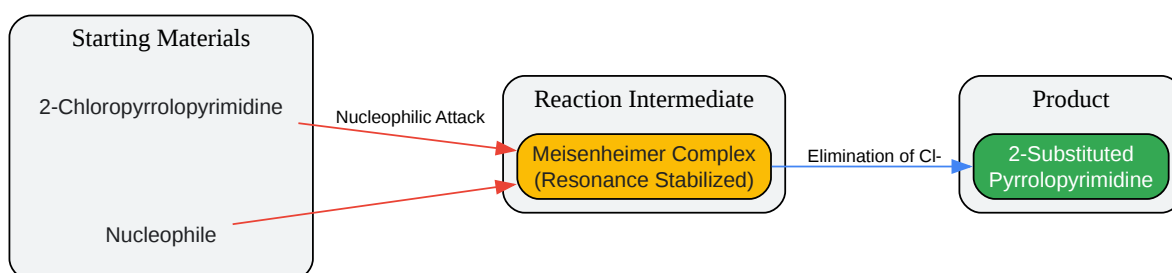 Starting Materials
2-Chloropyrrolopyrimidine
Nucleophile
Nucleophilic Attack
Reaction Intermediate
Meisenheimer Complex
(Resonance Stabilized)
Elimination of Cl-
Product
2-Substituted
Pyrrolopyrimidine